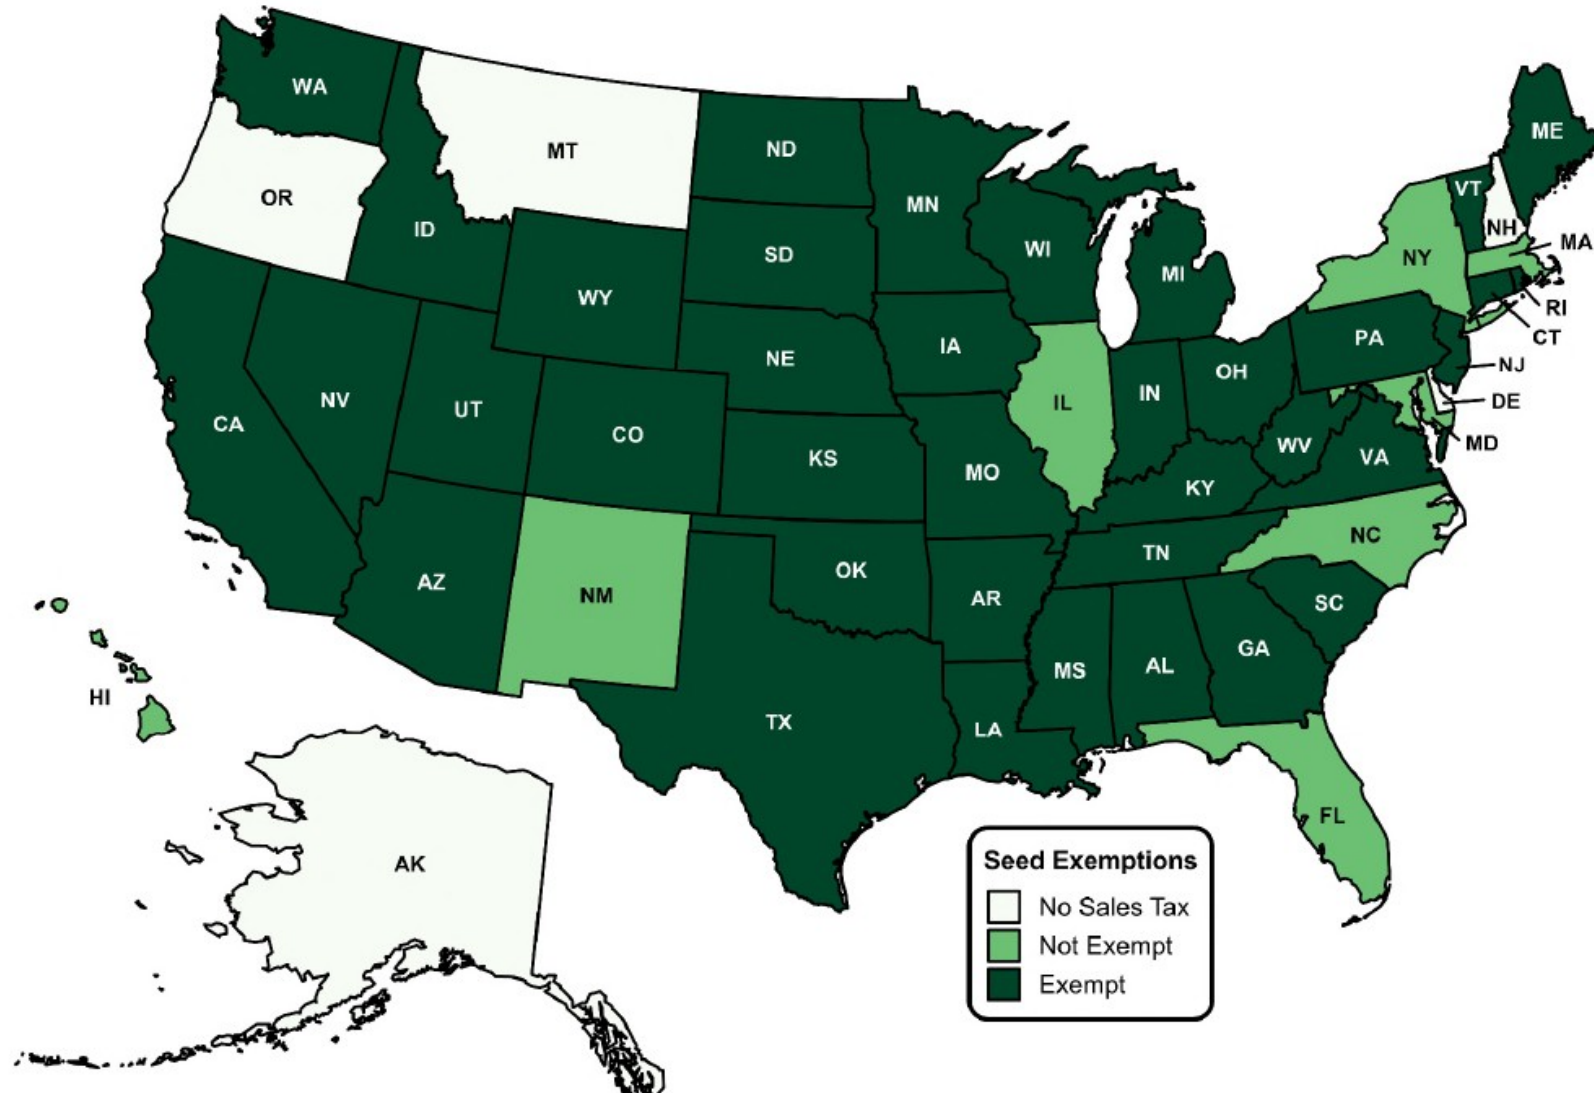 WA
MT
ND
ME
OR
MN
VT
ID
NH
MA
WI
NY
SD
MI
WY
RI
CT
PA
IA
NE
NJ
OH
IN
NV
DE
IL
UT
CA
CO
MD
WV
VA
KS
MO
KY
NC
TN
OK
AZ
NM
AR
SC
GA
AL
MS
HI
TX
LA
FL
AK
Seed Exemptions
No Sales Tax
Not Exempt
Exempt